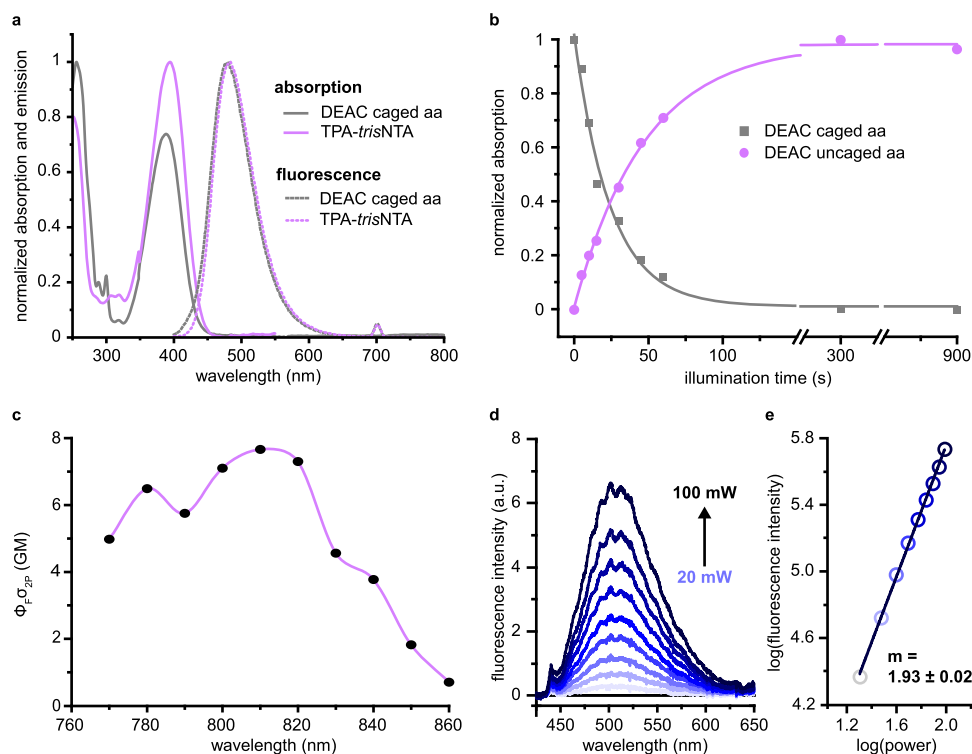 a
normalized absorption and emission
1
0.8
0.6
0.4
0.2
0
300
400
500
600
700
800
wavelength (nm)
absorption
DEAC caged aa
TPA-trisNTA
fluorescence
DEAC caged aa
TPA-trisNTA
b
normalized absorption
1
0.8
0.6
0.4
0.2
0
0
50
100
300
900
illumination time (s)
DEAC caged aa
DEAC uncaged aa
c
ΦFσ2P (GM)
8
6
4
2
0
760
780
800
820
840
860
wavelength (nm)
d
fluorescence intensity (a.u.)
8
6
4
2
0
450
500
550
600
650
wavelength (nm)
100 mW
20 mW
e
log(fluorescence intensity)
5.8
5.4
5.0
4.6
4.2
1.2
1.6
2.0
log(power)
m =
1.93 ± 0.02